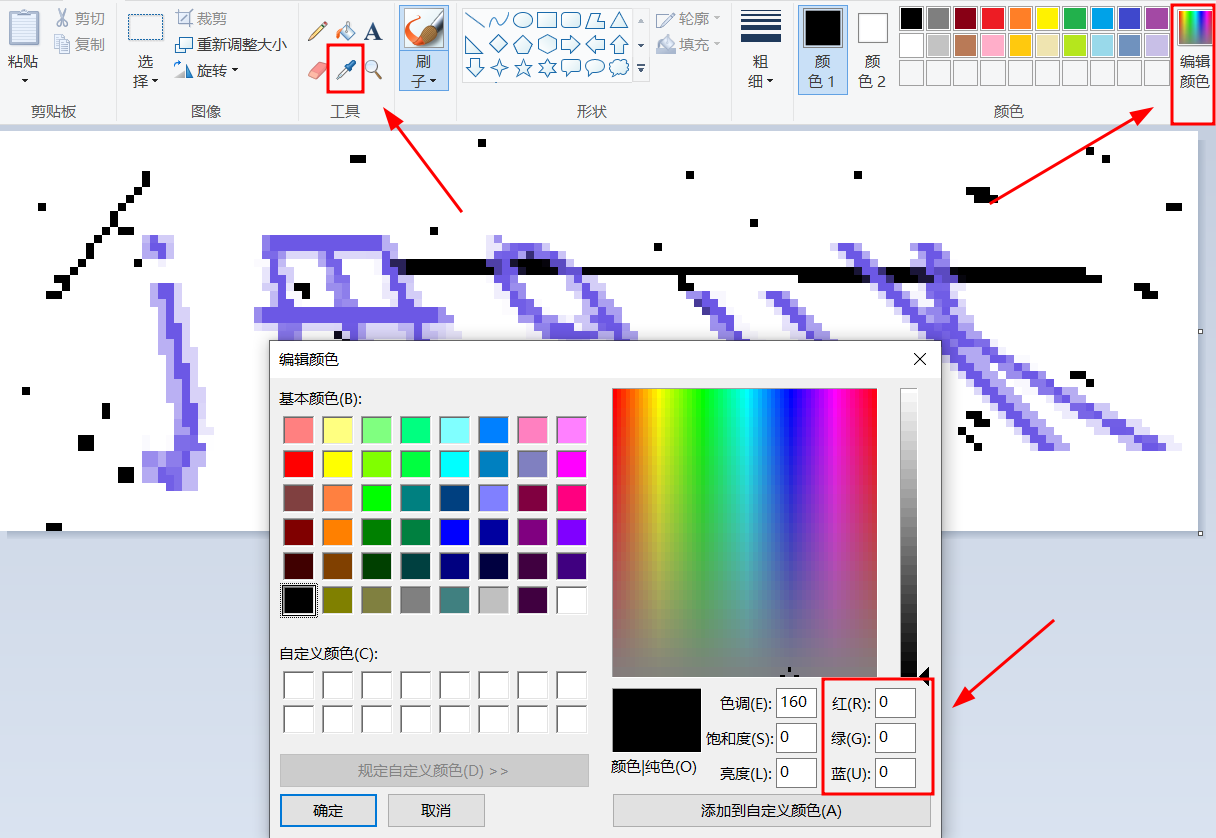 剪切
复制
粘贴
剪贴板
选择
裁剪
重新调整大小
旋转
图像
A
工具
刷子
轮廓
填充
形状
粗细
颜色 1
颜色 2
颜色
编辑颜色
编辑颜色
基本颜色(B):
自定义颜色(C):
规定自定义颜色(D) >>
确定
取消
颜色|纯色(O)
色调(E): 160
饱和度(S): 0
亮度(L): 0
红(R): 0
绿(G): 0
蓝(U): 0
添加到自定义颜色(A)